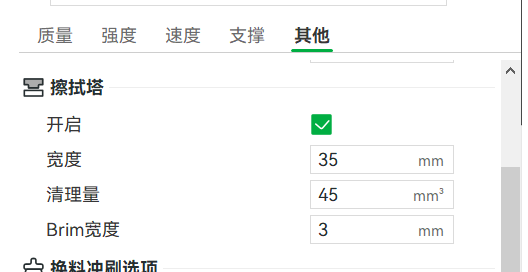 质量 强度 速度 支撑 其他
擦拭塔
开启
宽度 35 mm
清理量 45 mm³
Brim宽度 3 mm
换料冲刷选项